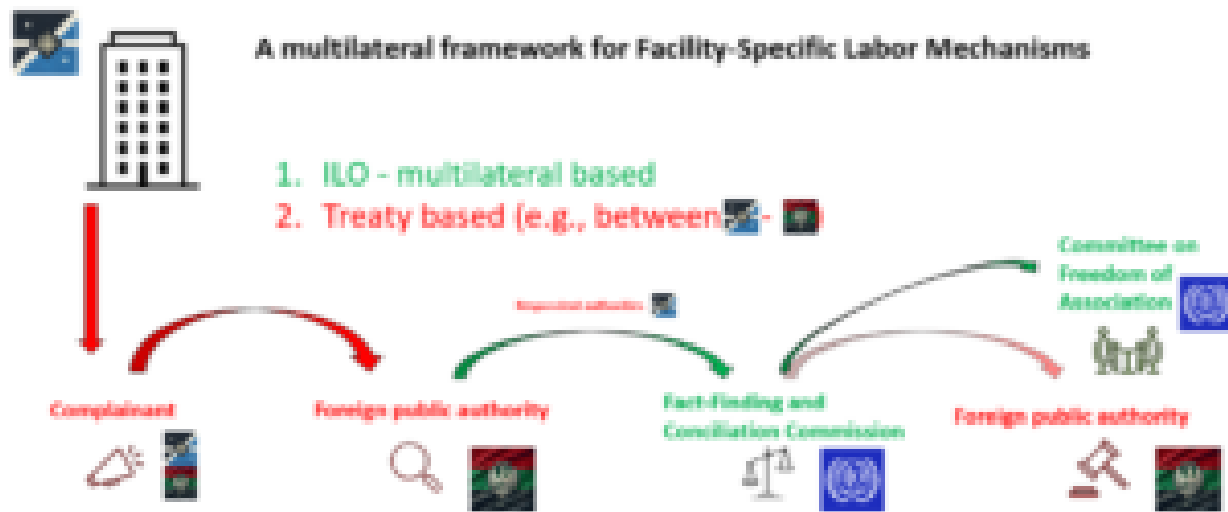 A multilateral framework for Facility-Specific Labor Mechanisms
1. ILO - multilateral based
2. Treaty based (e.g., between - )
Committee on
Freedom of
Association
Complainant
Foreign public authority
Fact-Finding and
Conciliation Commission
Foreign public authority